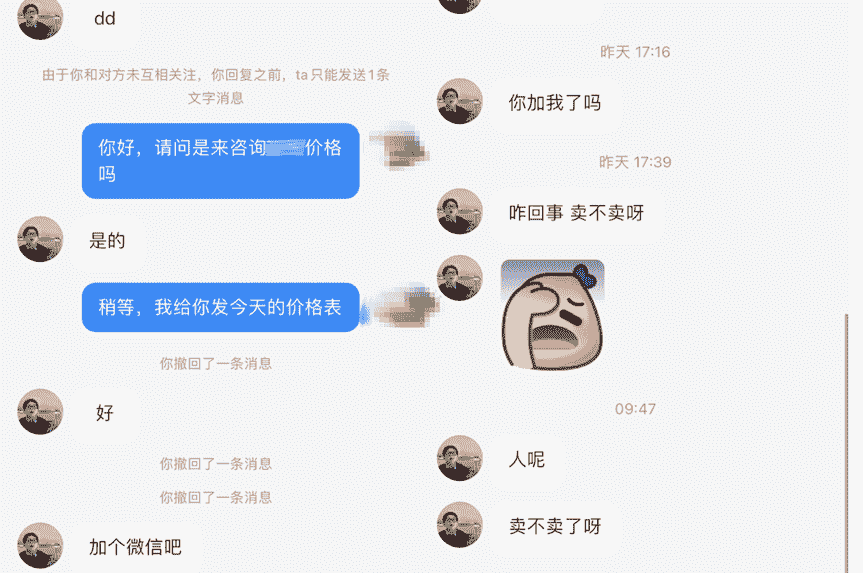 dd
由于你和对方未互相关注，你回复之前，ta只能发送1条
文字消息
你好，请问是来咨询价格
吗
是的
稍等，我给你发今天的价格表
你撤回了一条消息
好
你撤回了一条消息
你撤回了一条消息
加个微信吧
昨天 17:16
你加我了吗
昨天 17:39
咋回事 卖不卖呀
09:47
人呢
卖不卖了呀